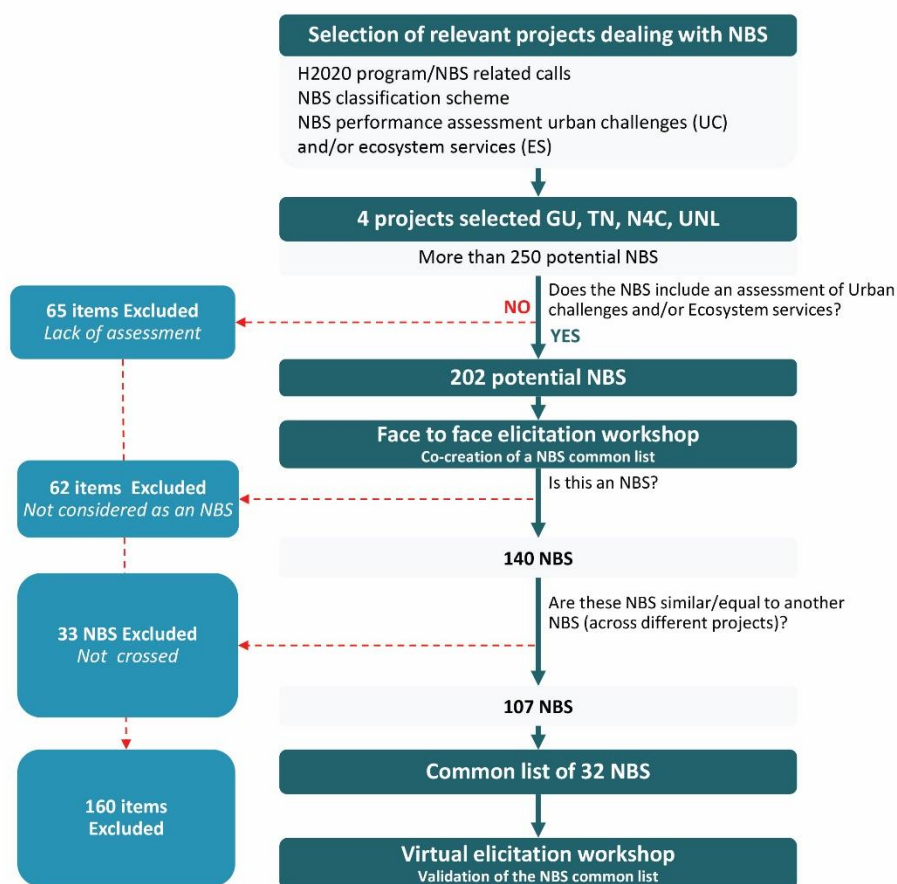 Selection of relevant projects dealing with NBS
H2020 program/NBS related calls
NBS classification scheme
NBS performance assessment urban challenges (UC)
and/or ecosystem services (ES)
4 projects selected GU, TN, N4C, UNL
More than 250 potential NBS
Does the NBS include an assessment of Urban
challenges and/or Ecosystem services?
NO
YES
65 items Excluded
Lack of assessment
202 potential NBS
Face to face elicitation workshop
Co-creation of a NBS common list
Is this an NBS?
62 items Excluded
Not considered as an NBS
140 NBS
Are these NBS similar/equal to another
NBS (across different projects)?
33 NBS Excluded
Not crossed
107 NBS
Common list of 32 NBS
160 items
Excluded
Virtual elicitation workshop
Validation of the NBS common list